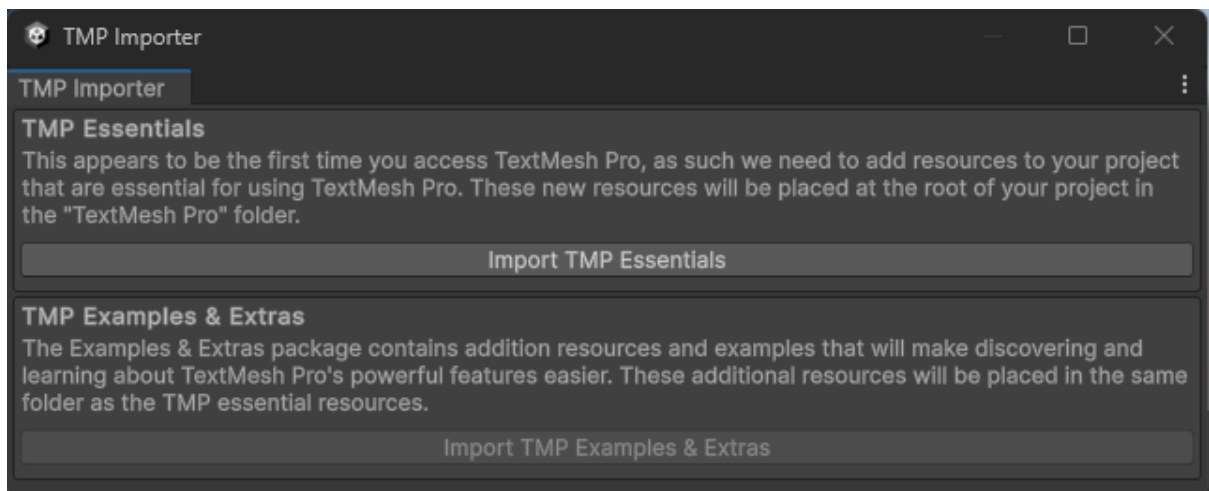 TMP Importer
TMP Importer
TMP Essentials
This appears to be the first time you access TextMesh Pro, as such we need to add resources to your project
that are essential for using TextMesh Pro. These new resources will be placed at the root of your project in
the "TextMesh Pro" folder.
Import TMP Essentials
TMP Examples & Extras
The Examples & Extras package contains addition resources and examples that will make discovering and
learning about TextMesh Pro's powerful features easier. These additional resources will be placed in the same
folder as the TMP essential resources.
Import TMP Examples & Extras